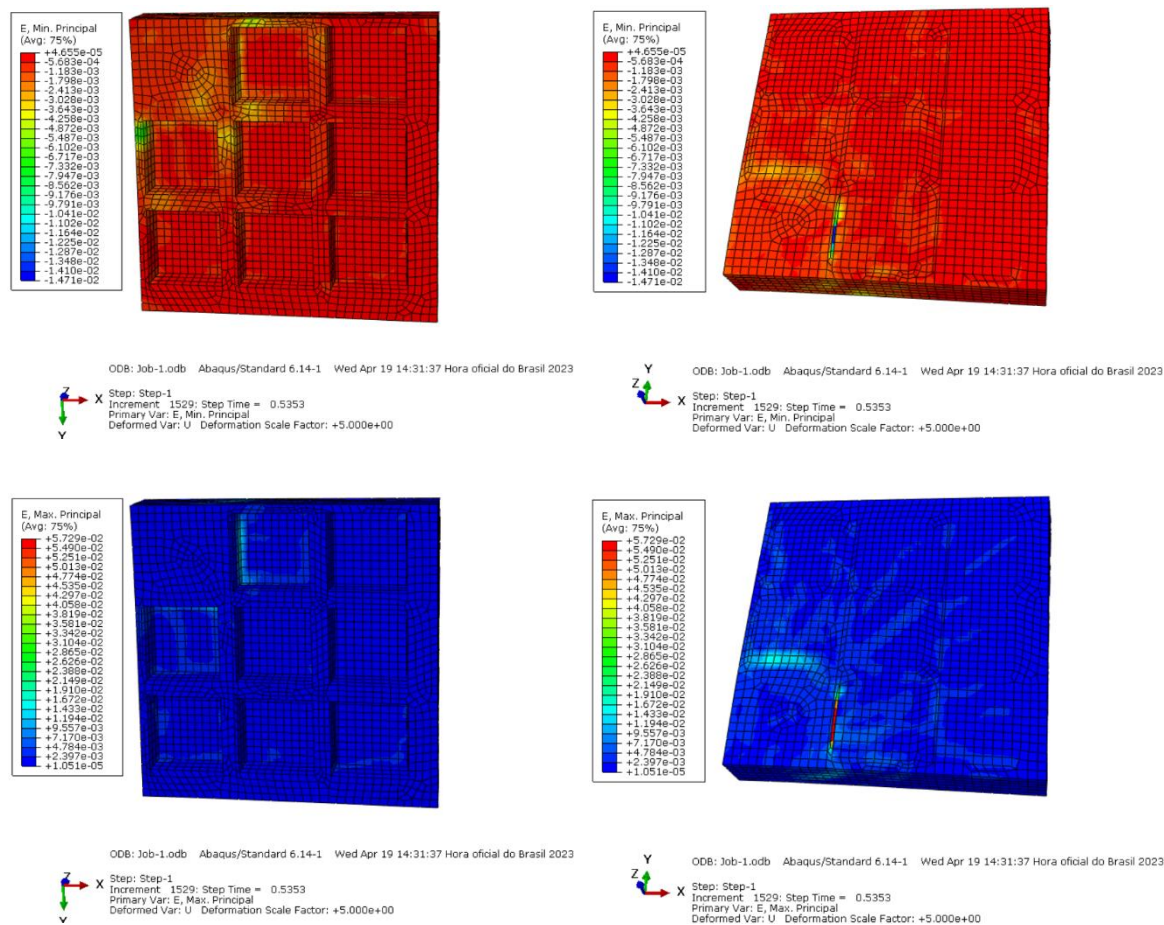 E, Min. Principal
(Avg: 75%)
+4.655e-05
-5.683e-04
-1.183e-03
-1.798e-03
-2.413e-03
-3.028e-03
-3.643e-03
-4.258e-03
-4.872e-03
-5.487e-03
-6.102e-03
-6.717e-03
-7.332e-03
-7.947e-03
-8.562e-03
-9.176e-03
-9.791e-03
-1.041e-02
-1.102e-02
-1.164e-02
-1.225e-02
-1.287e-02
-1.348e-02
-1.410e-02
-1.471e-02
ODB: Job-1.odb Abaqus/Standard 6.14-1 Wed Apr 19 14:31:37 Hora oficial do Brasil 2023
Z
X
Y
Step: Step-1
Increment 1529: Step Time = 0.5353
Primary Var: E, Min. Principal
Deformed Var: U Deformation Scale Factor: +5.000e+00
E, Min. Principal
(Avg: 75%)
+4.655e-05
-5.683e-04
-1.183e-03
-1.798e-03
-2.413e-03
-3.028e-03
-3.643e-03
-4.258e-03
-4.872e-03
-5.487e-03
-6.102e-03
-6.717e-03
-7.332e-03
-7.947e-03
-8.562e-03
-9.176e-03
-9.791e-03
-1.041e-02
-1.102e-02
-1.164e-02
-1.225e-02
-1.287e-02
-1.348e-02
-1.410e-02
-1.471e-02
ODB: Job-1.odb Abaqus/Standard 6.14-1 Wed Apr 19 14:31:37 Hora oficial do Brasil 2023
Y
Z
X
Step: Step-1
Increment 1529: Step Time = 0.5353
Primary Var: E, Min. Principal
Deformed Var: U Deformation Scale Factor: +5.000e+00
E, Max. Principal
(Avg: 75%)
+5.729e-02
+5.490e-02
+5.251e-02
+5.013e-02
+4.774e-02
+4.535e-02
+4.297e-02
+4.058e-02
+3.819e-02
+3.581e-02
+3.342e-02
+3.104e-02
+2.865e-02
+2.626e-02
+2.388e-02
+2.149e-02
+1.910e-02
+1.672e-02
+1.433e-02
+1.194e-02
+9.557e-03
+7.170e-03
+4.784e-03
+2.397e-03
+1.051e-05
ODB: Job-1.odb Abaqus/Standard 6.14-1 Wed Apr 19 14:31:37 Hora oficial do Brasil 2023
Z
X
Y
Step: Step-1
Increment 1529: Step Time = 0.5353
Primary Var: E, Max. Principal
Deformed Var: U Deformation Scale Factor: +5.000e+00
E, Max. Principal
(Avg: 75%)
+5.729e-02
+5.490e-02
+5.251e-02
+5.013e-02
+4.774e-02
+4.535e-02
+4.297e-02
+4.058e-02
+3.819e-02
+3.581e-02
+3.342e-02
+3.104e-02
+2.865e-02
+2.626e-02
+2.388e-02
+2.149e-02
+1.910e-02
+1.672e-02
+1.433e-02
+1.194e-02
+9.557e-03
+7.170e-03
+4.784e-03
+2.397e-03
+1.051e-05
ODB: Job-1.odb Abaqus/Standard 6.14-1 Wed Apr 19 14:31:37 Hora oficial do Brasil 2023
Y
Z
X
Step: Step-1
Increment 1529: Step Time = 0.5353
Primary Var: E, Max. Principal
Deformed Var: U Deformation Scale Factor: +5.000e+00